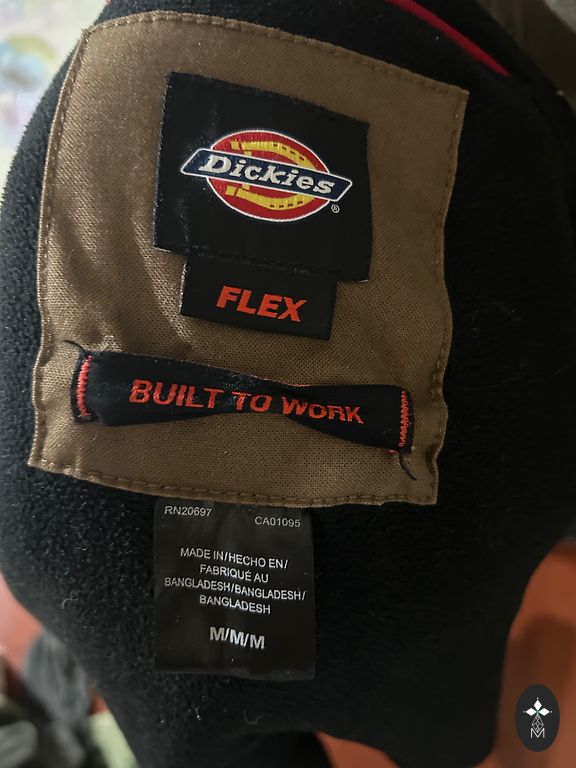 Dickies
®
FLEX
BUILT TO WORK
RN20697 CA01095
MADE IN/HECHO EN/
FABRIQUÉ AU
BANGLADESH/BANGLADESH/
BANGLADESH
M/M/M
M